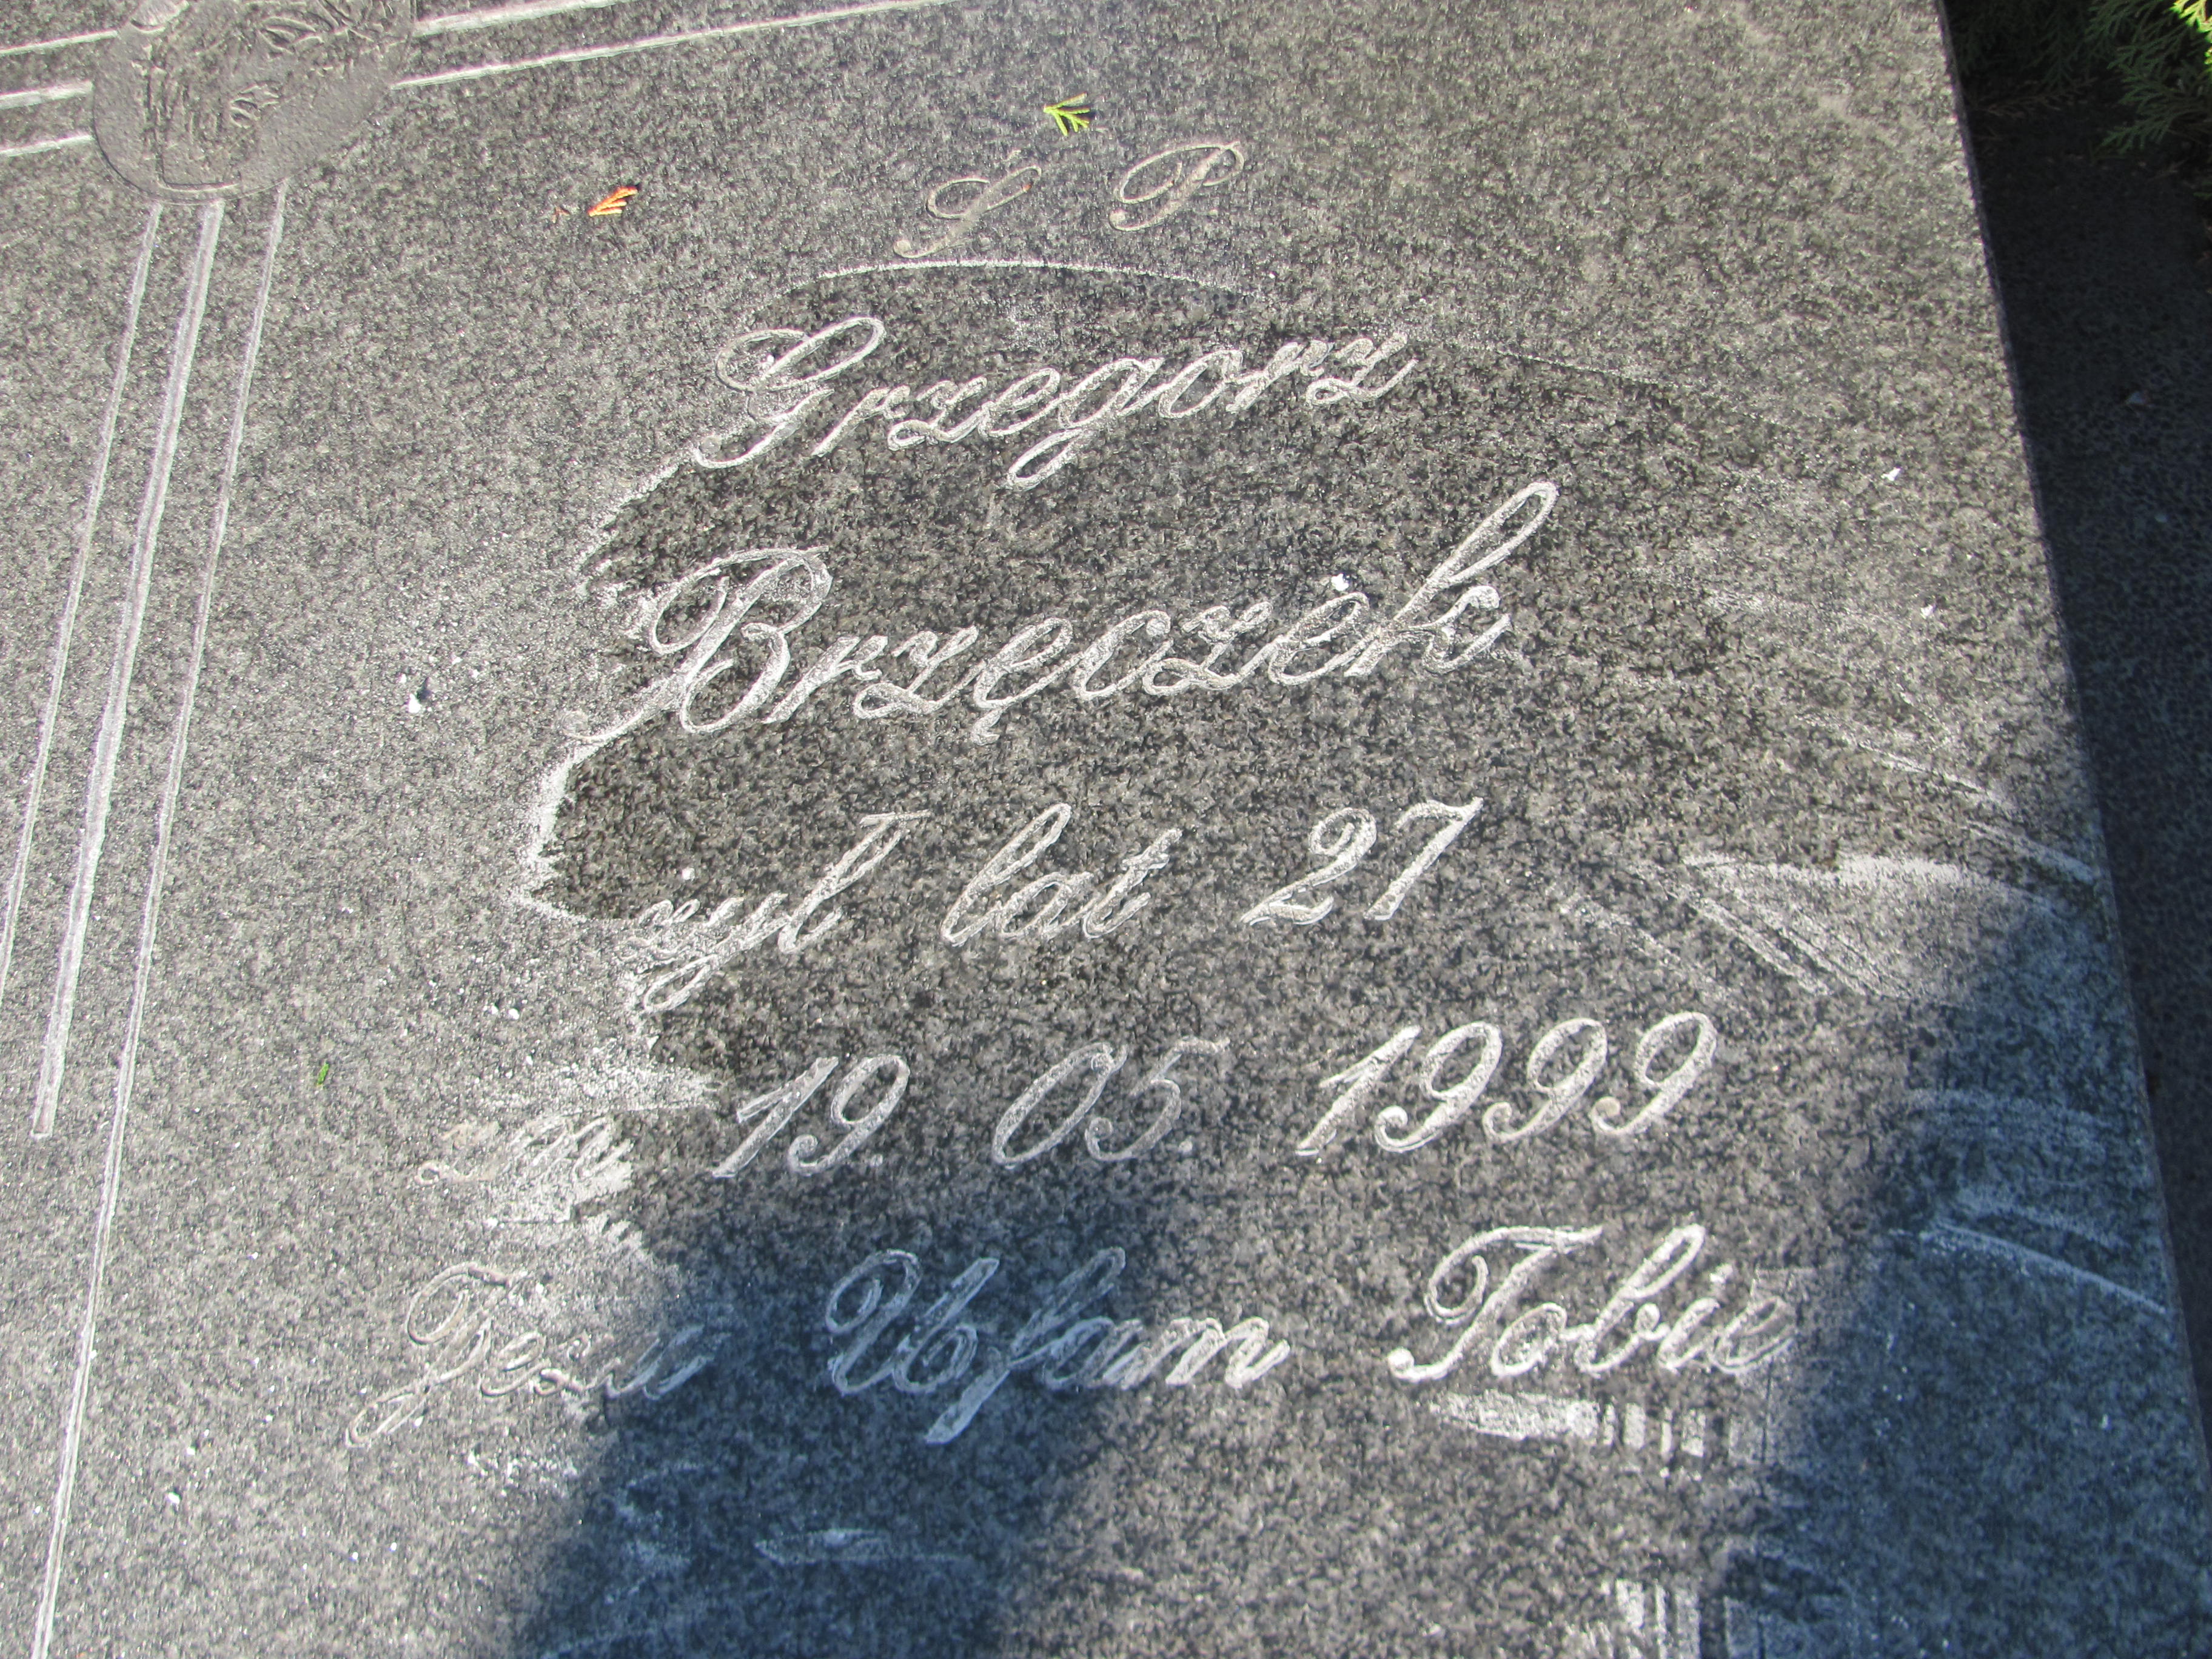 Ś. P.
Grzegorz
Brzęczek
żył lat 27
zm 19. 05. 1999
Jezu Ufam Tobie